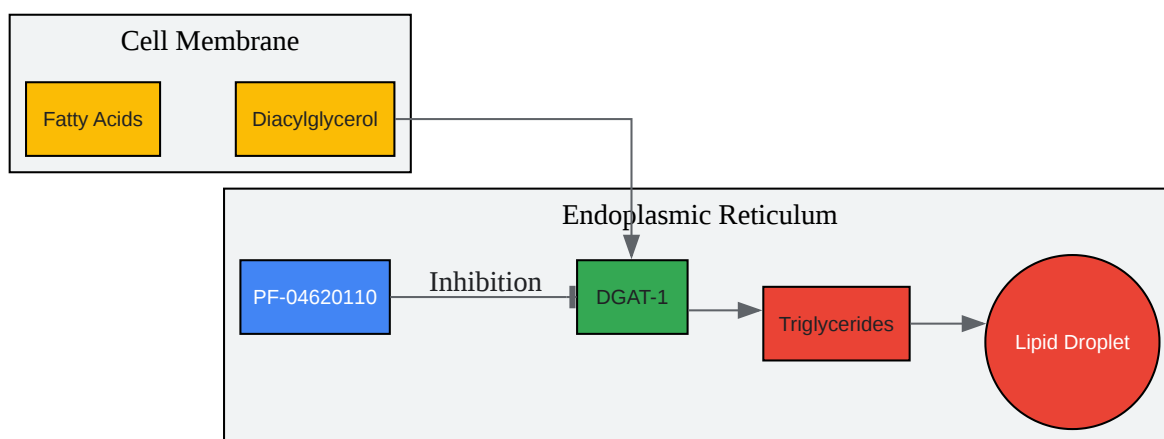 Cell Membrane
Fatty Acids
Diacylglycerol
Endoplasmic Reticulum
PF-04620110
Inhibition
DGAT-1
Triglycerides
Lipid Droplet